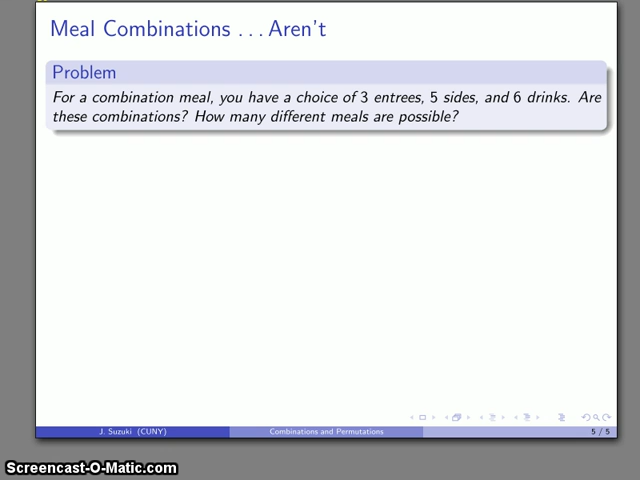 Meal Combinations . . . Aren't
Problem
For a combination meal, you have a choice of 3 entrees, 5 sides, and 6 drinks. Are
these combinations? How many different meals are possible?
J. Suzuki (CUNY)
Combinations and Permutations
5 / 5
Screencast-O-Matic.com